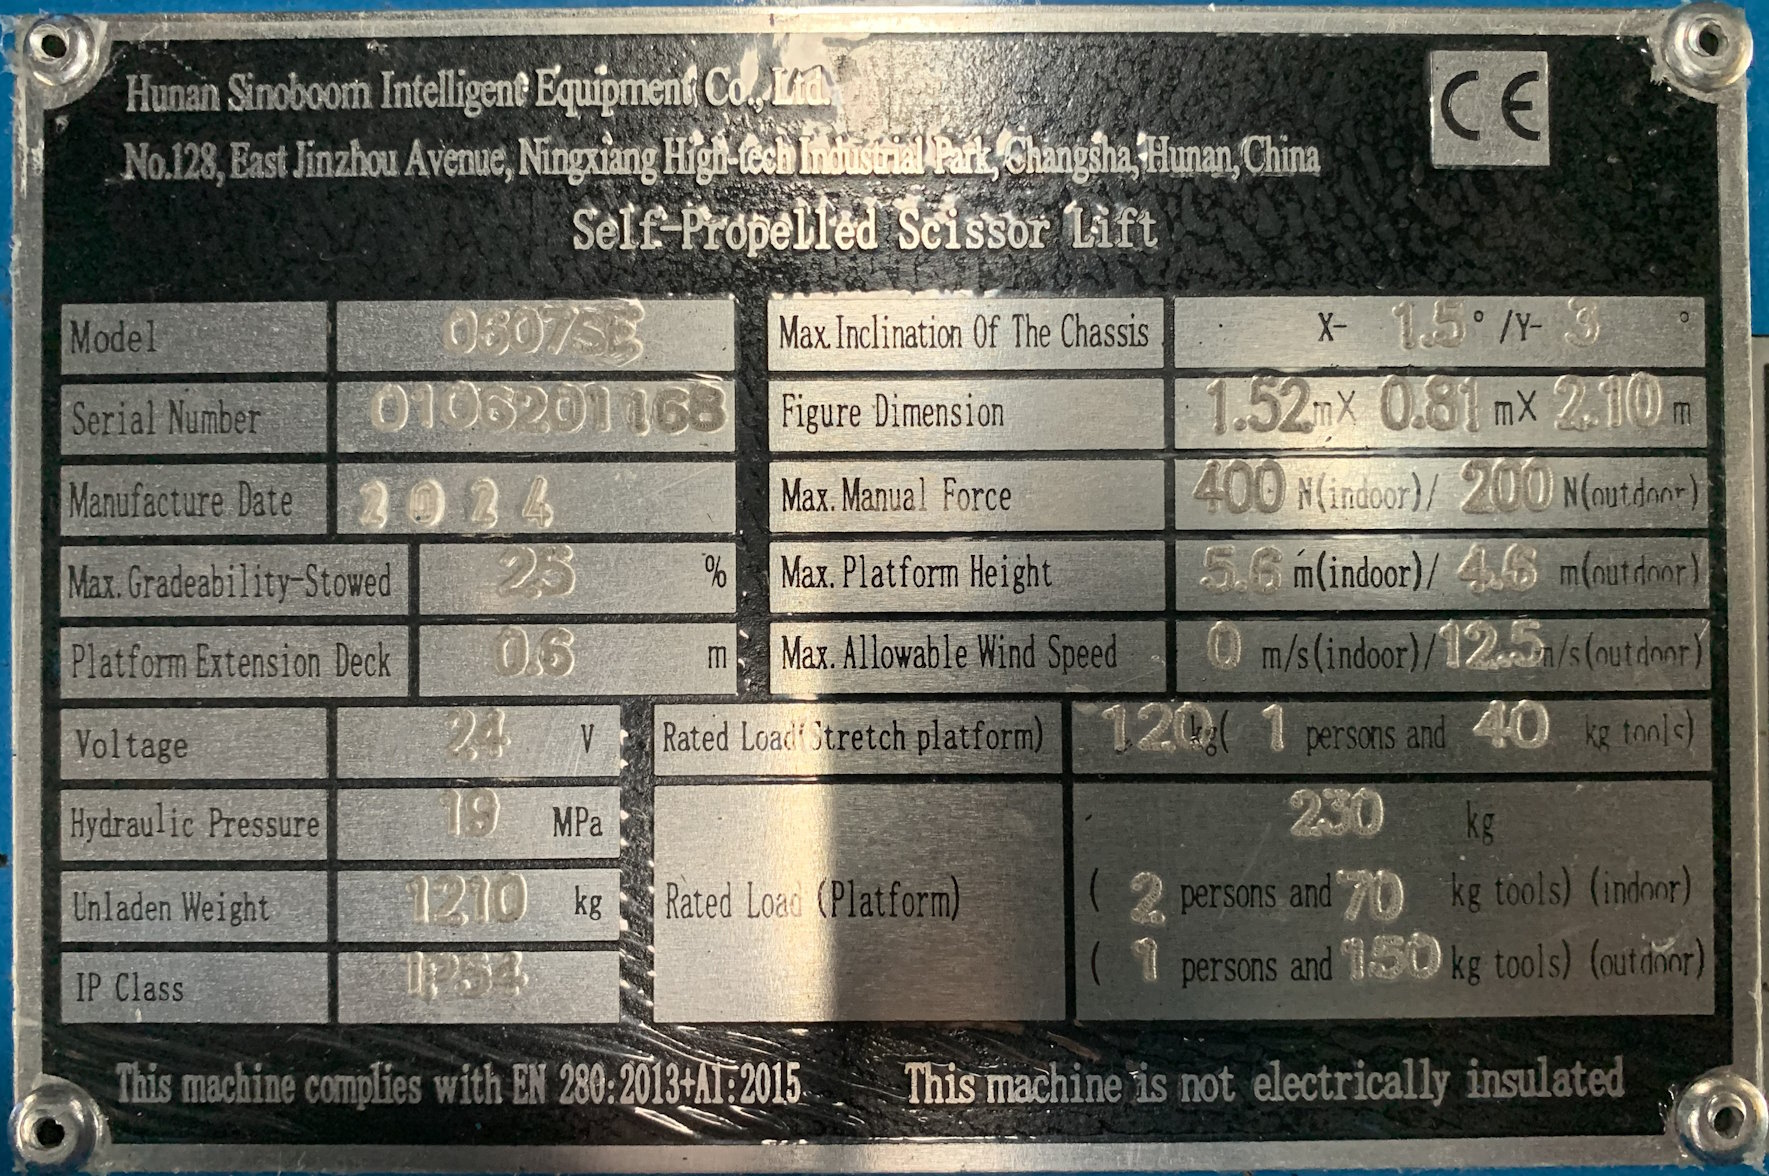 Hunan Sinoboom Intelligent Equipment Co., Ltd.
CE
No.128, East Jinzhou Avenue, Ningxiang High-tech Industrial Park, Changsha, Hunan, China
Self-Propelled Scissor Lift
Model 0607SE
Serial Number 0106201168
Manufacture Date 2024
Max. Gradeability-Stowed 25 %
Platform Extension Deck 0.6 m
Voltage 24 V
Hydraulic Pressure 19 MPa
Unladen Weight 1210 kg
IP Class IP54
Max. Inclination Of The Chassis X- 1.5° /Y- 3 °
Figure Dimension 1.52 mX 0.81 mX 2.10 m
Max. Manual Force 400 N(indoor)/ 200 N(outdoor)
Max. Platform Height 5.6 m(indoor)/ 4.6 m(outdoor)
Max. Allowable Wind Speed 0 m/s(indoor)/ 12.5 m/s(outdoor)
Rated Load(Stretch platform) 120 kg( 1 persons and 40 kg tools)
Rated Load (Platform) 230 kg
( 2 persons and 70 kg tools) (indoor)
( 1 persons and 150 kg tools) (outdoor)
This machine complies with EN 280:2013+A1:2015
This machine is not electrically insulated